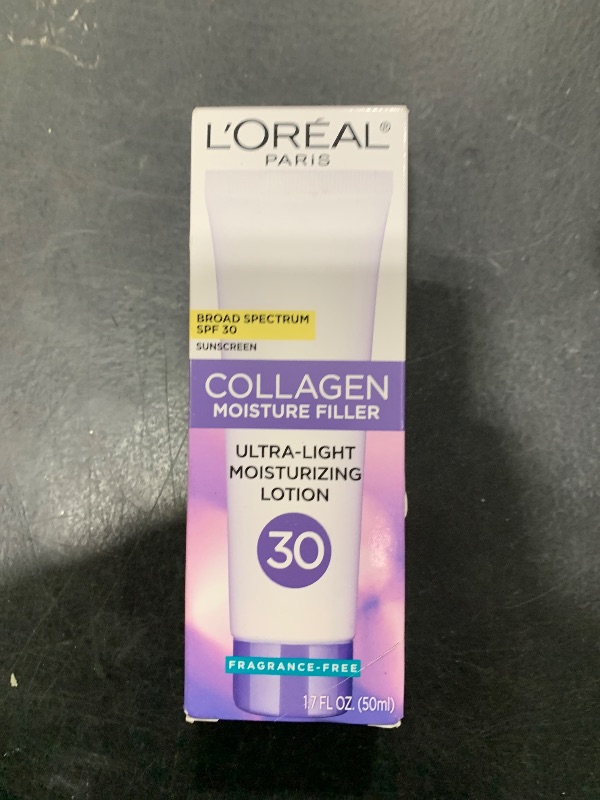 L'ORÉAL®
PARIS
BROAD SPECTRUM
SPF 30
SUNSCREEN
COLLAGEN
MOISTURE FILLER
ULTRA-LIGHT
MOISTURIZING
LOTION
30
FRAGRANCE-FREE
1.7 FL OZ. (50ml)